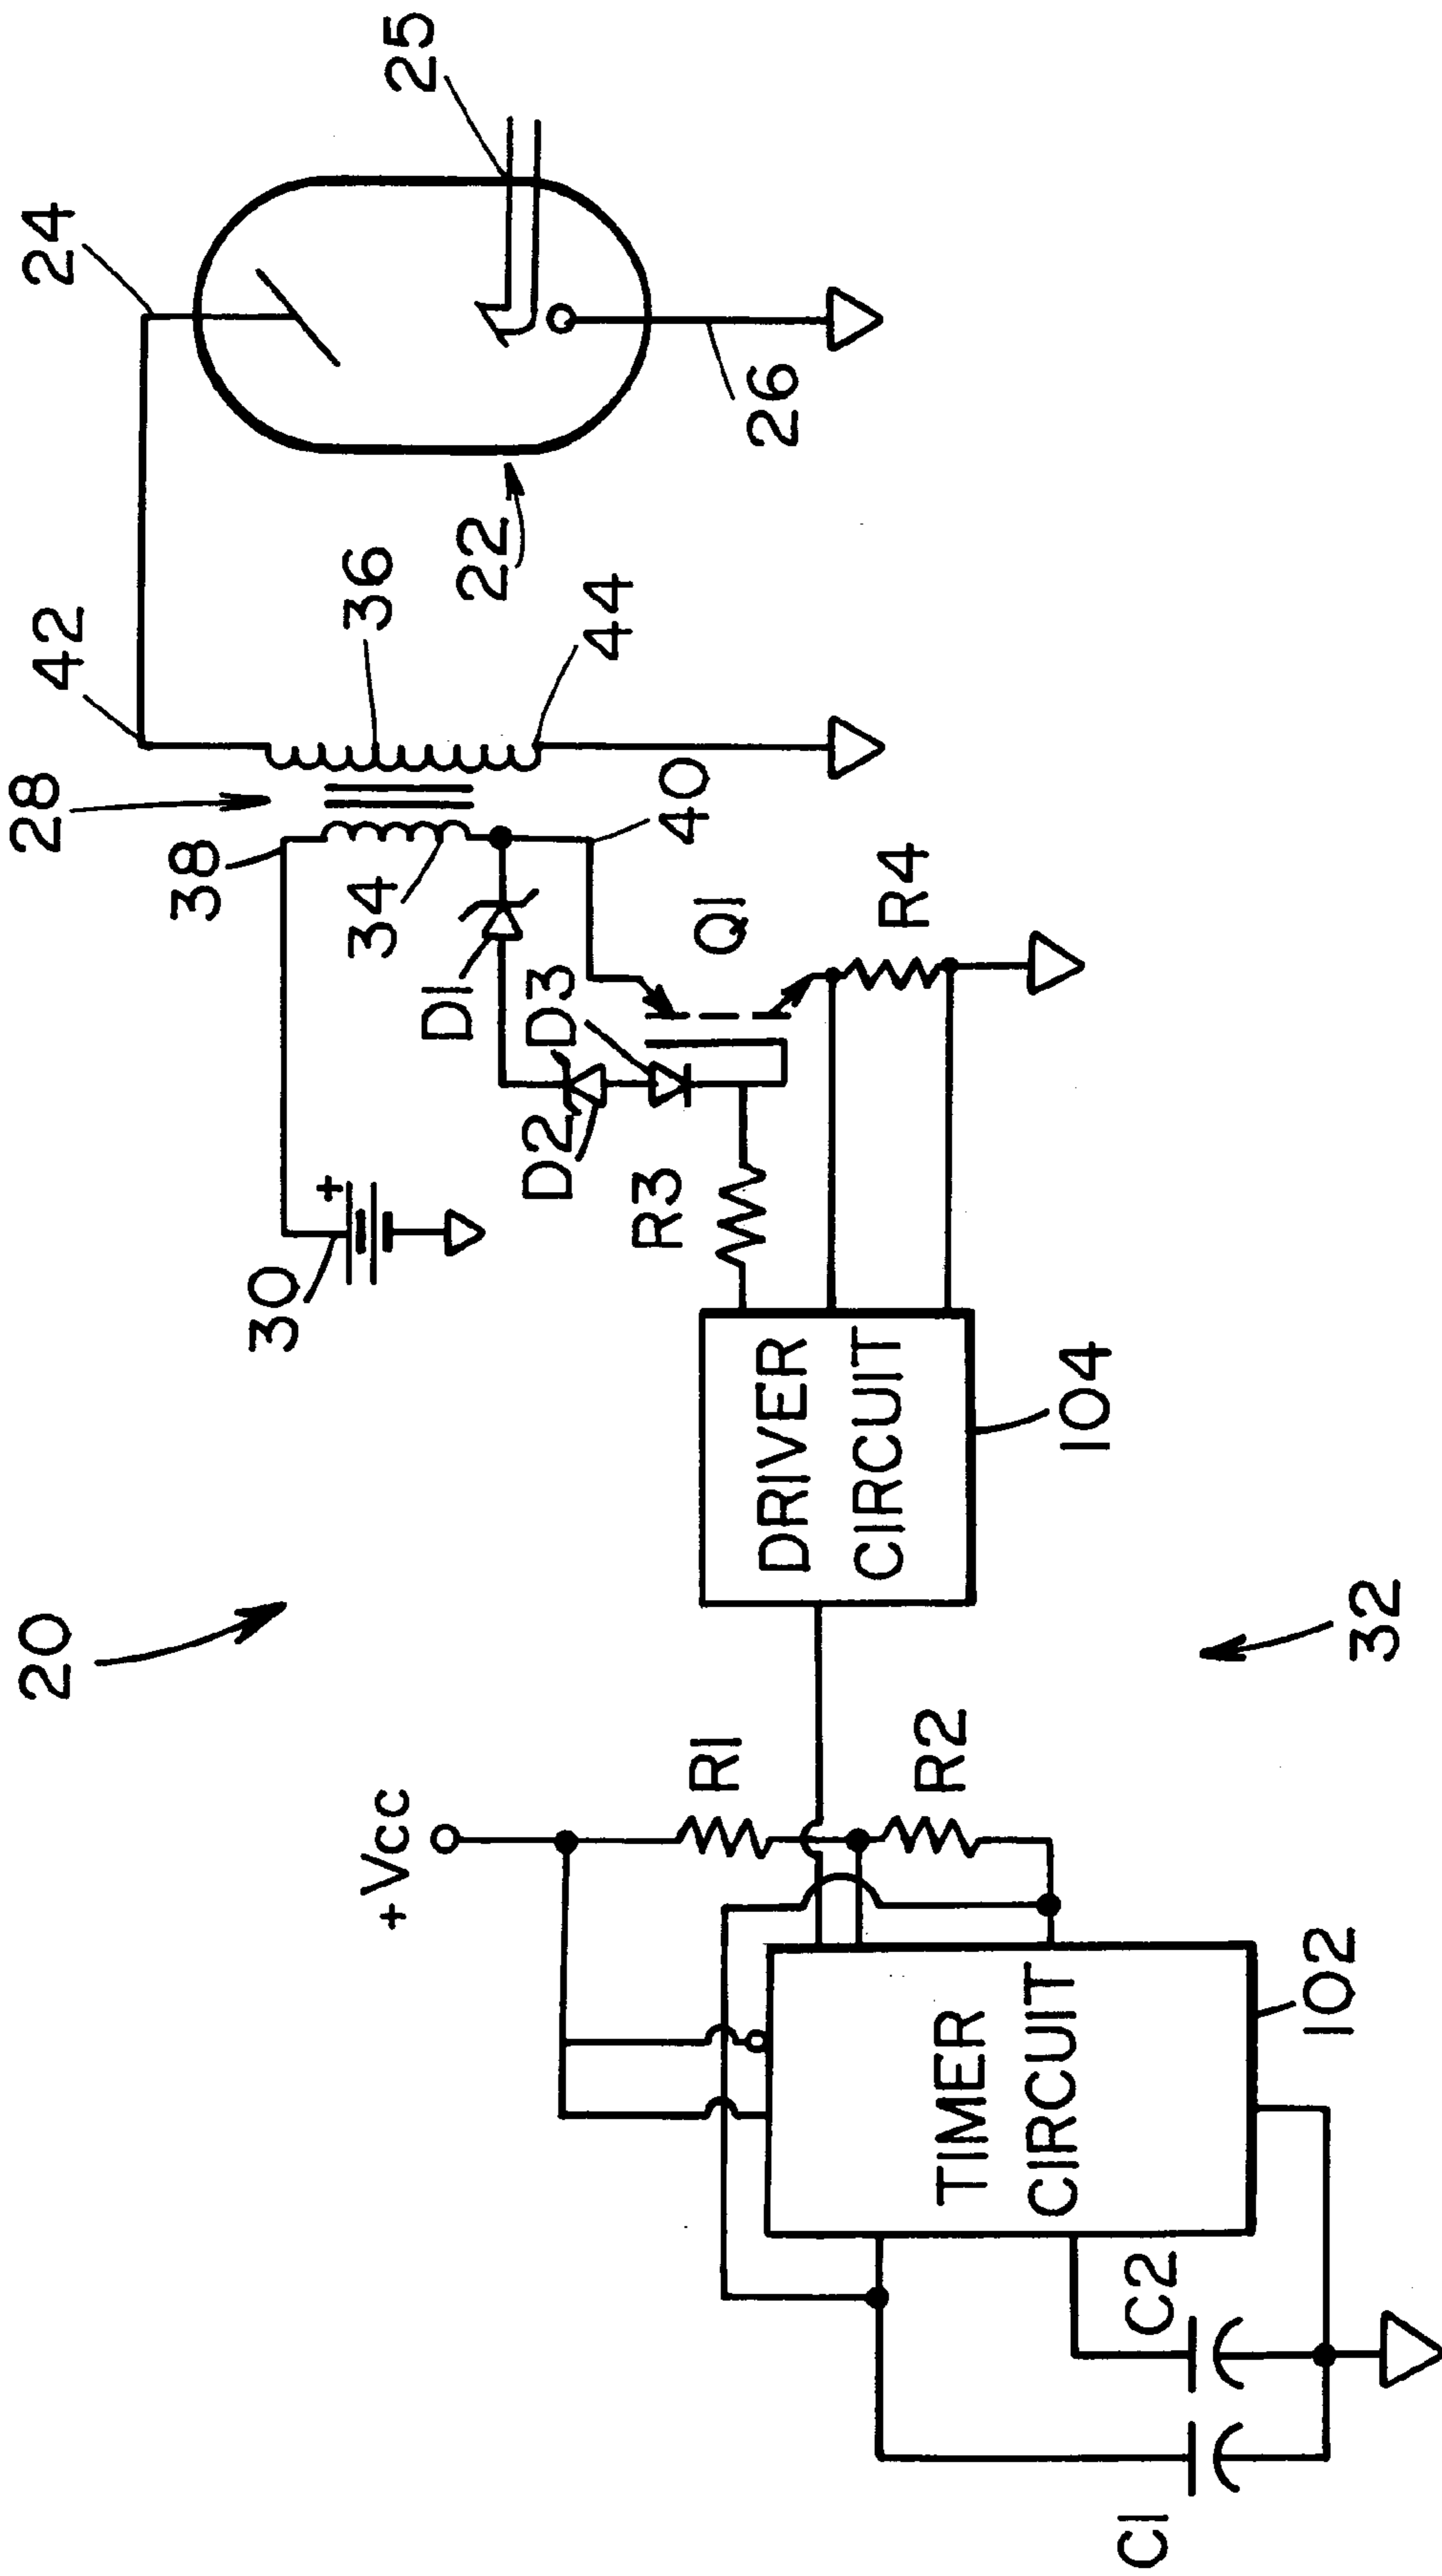 20
28
42
24
25
38
36
30
34
+
22
44
26
40
D1
D3
D2
Q1
R4
R3
+Vcc
R1
R2
DRIVER
CIRCUIT
104
TIMER
CIRCUIT
102
32
C1
C2